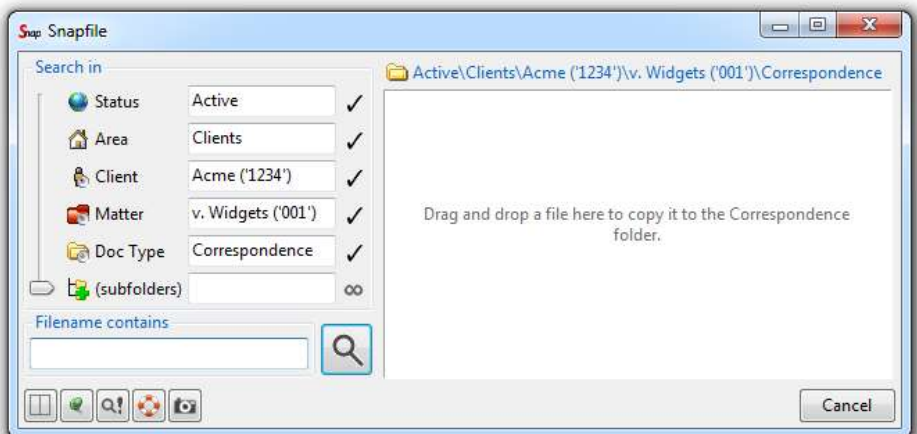 Snap Snapfile
Search in
Active\Clients\Acme ('1234')\v. Widgets ('001')\Correspondence
Status Active ✓
Area Clients ✓
Client Acme ('1234') ✓
Matter v. Widgets ('001') ✓
Doc Type Correspondence ✓
(subfolders) ∞
Drag and drop a file here to copy it to the Correspondence
folder.
Filename contains
Cancel